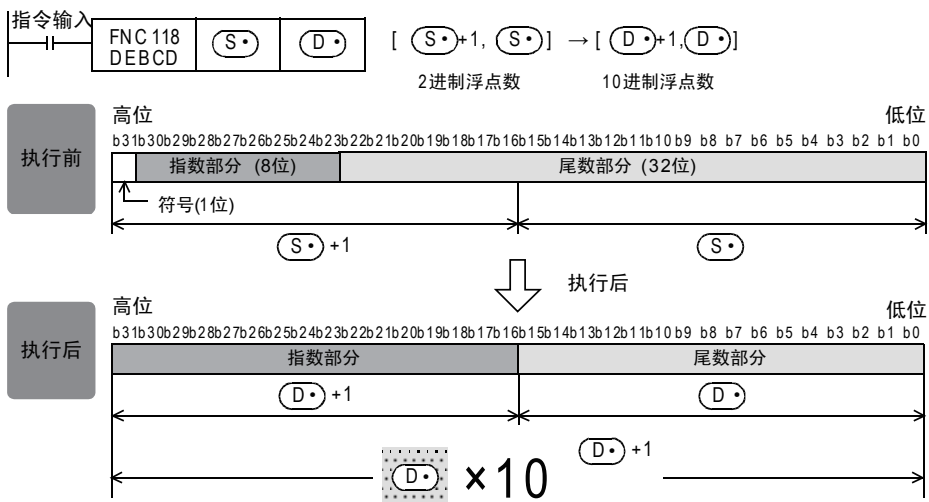 指令输入
FNC 118 S• D• [ S• +1, S• ] → [ D• +1, D• ]
DEBCD
2进制浮点数 10进制浮点数
执行前
高位 低位
b31b30b29b28b27b26b25b24b23b22b21b20b19b18b17b16b15b14b13b12b11b10b9 b8 b7 b6 b5 b4 b3 b2 b1 b0
指数部分 (8位) 尾数部分 (32位)
符号(1位)
S• +1 S•
执行后
执行后
高位 低位
b31b30b29b28b27b26b25b24b23b22b21b20b19b18b17b16b15b14b13b12b11b10b9 b8 b7 b6 b5 b4 b3 b2 b1 b0
指数部分 尾数部分
D• +1 D•
D• ×10 D• +1